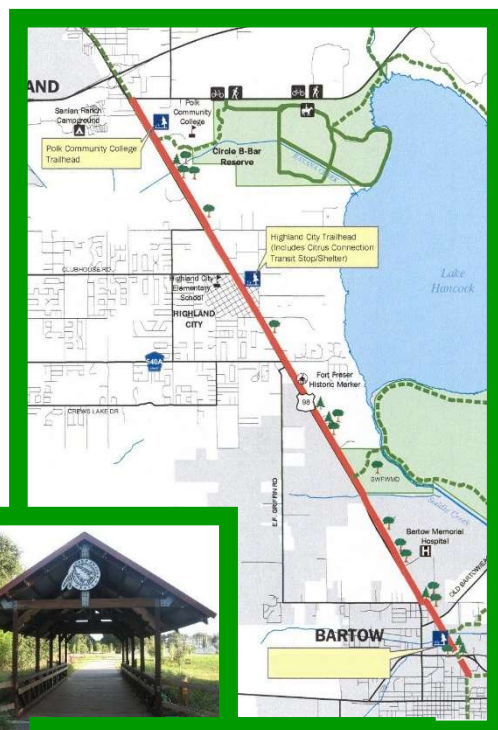 AND
Sanlan Ranch
Campground
Polk
Community
College
Polk Community College
Trailhead
Circle B-Bar
Reserve
Highland City Trailhead
(Includes Citrus Connection
Transit Stop/Shelter)
CLUBHOUSE RD
Highland City
Elementary
School
HIGHLAND
CITY
Lake
Hancock
540A
Fort Fraser
Historic Marker
98
CREWS LAKE DR
E.F. GRIFFIN RD
SWFWMD
Saddle Creek
Bartow Memorial
Hospital
H
OLD BARTOW
BARTOW